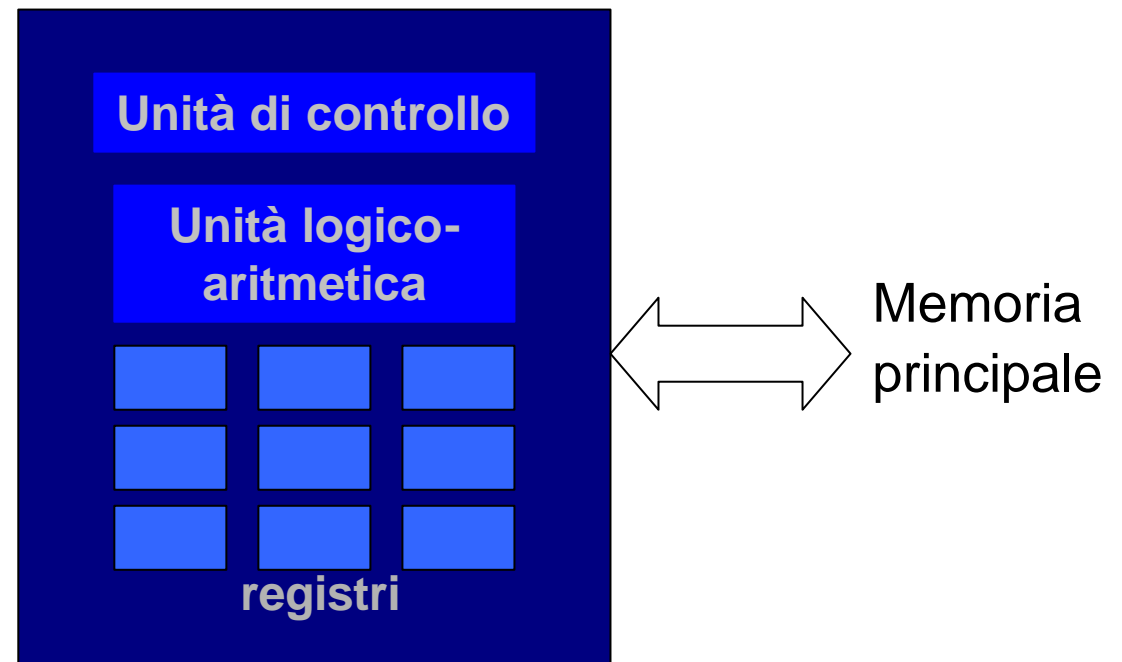 Unità di controllo
Unità logico-
aritmetica
registri
Memoria
principale